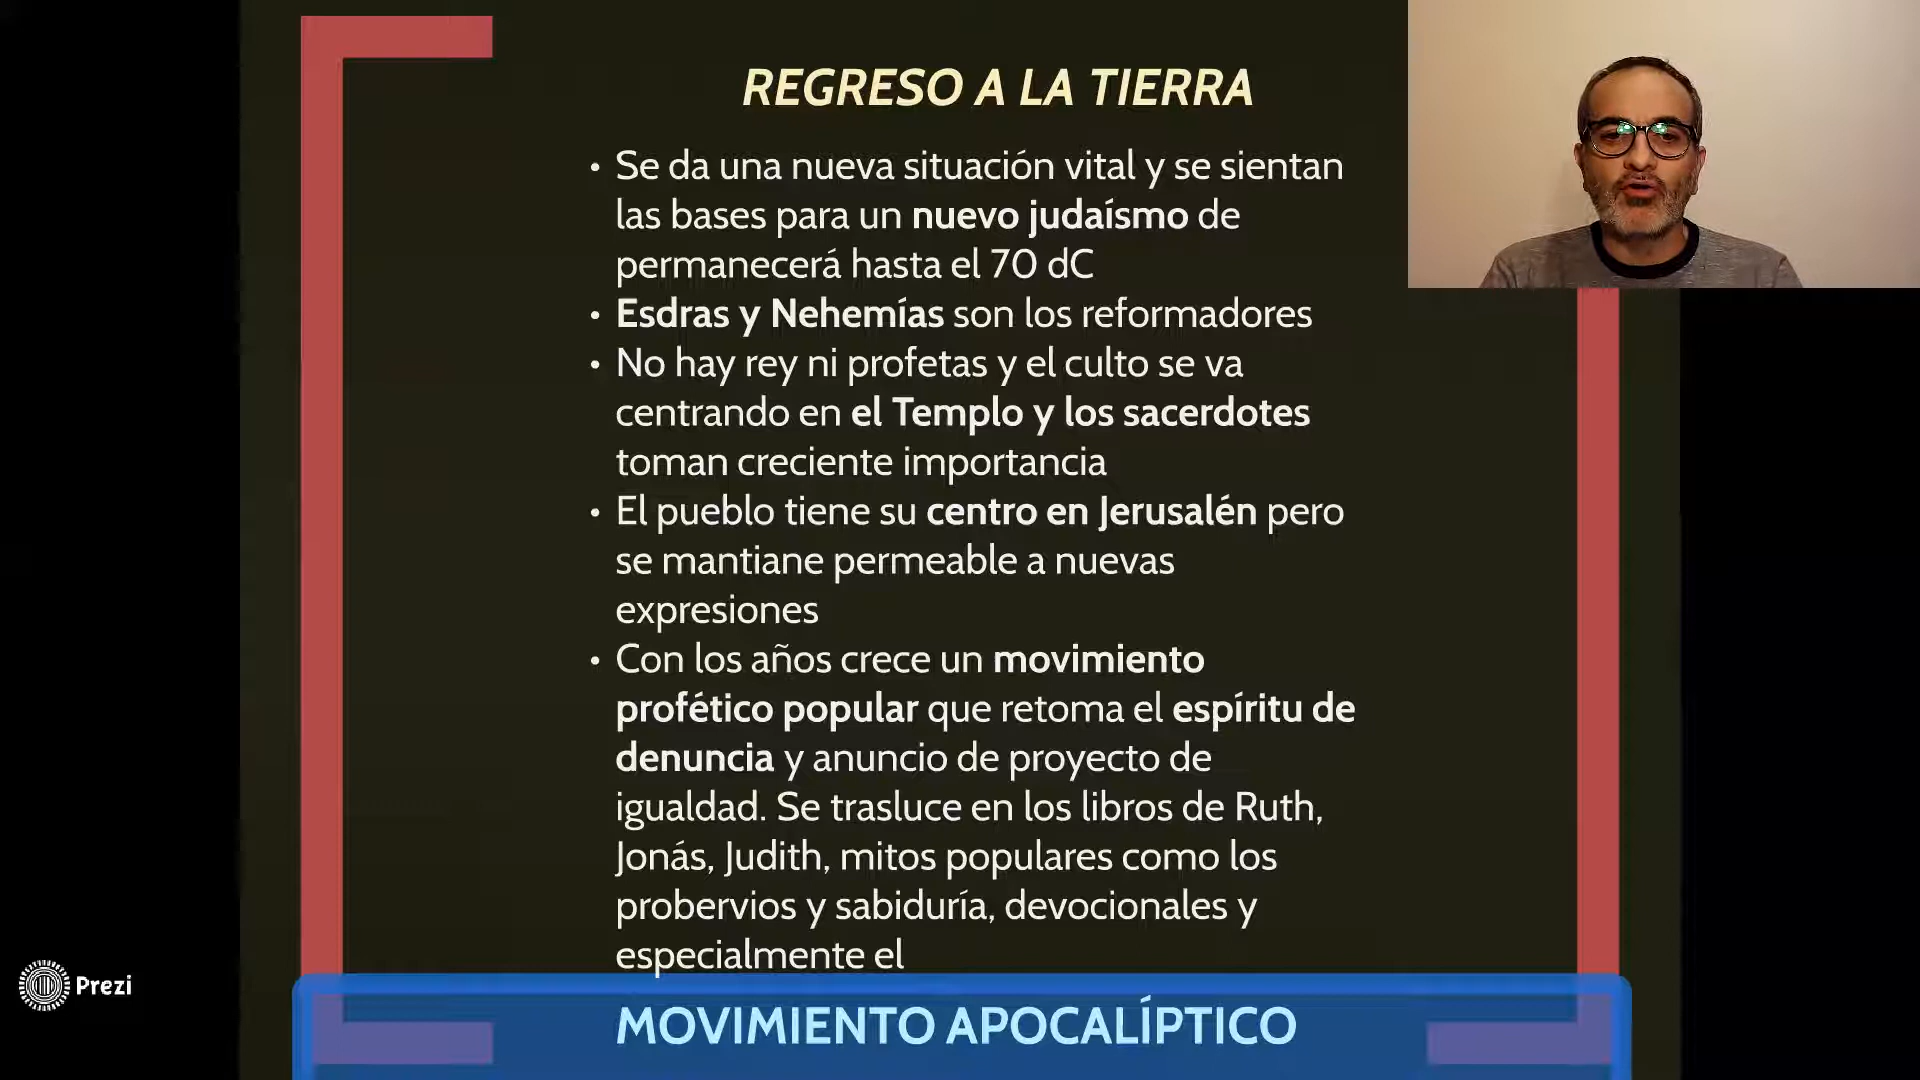 REGRESO A LA TIERRA
• Se da una nueva situación vital y se sientan
las bases para un nuevo judaísmo de
permanecerá hasta el 70 dC
• Esdras y Nehemías son los reformadores
• No hay rey ni profetas y el culto se va
centrando en el Templo y los sacerdotes
toman creciente importancia
• El pueblo tiene su centro en Jerusalén pero
se mantiane permeable a nuevas
expresiones
• Con los años crece un movimiento
profético popular que retoma el espíritu de
denuncia y anuncio de proyecto de
igualdad. Se trasluce en los libros de Ruth,
Jonás, Judith, mitos populares como los
probervios y sabiduría, devocionales y
especialmente el
MOVIMIENTO APOCALÍPTICO
Prezi